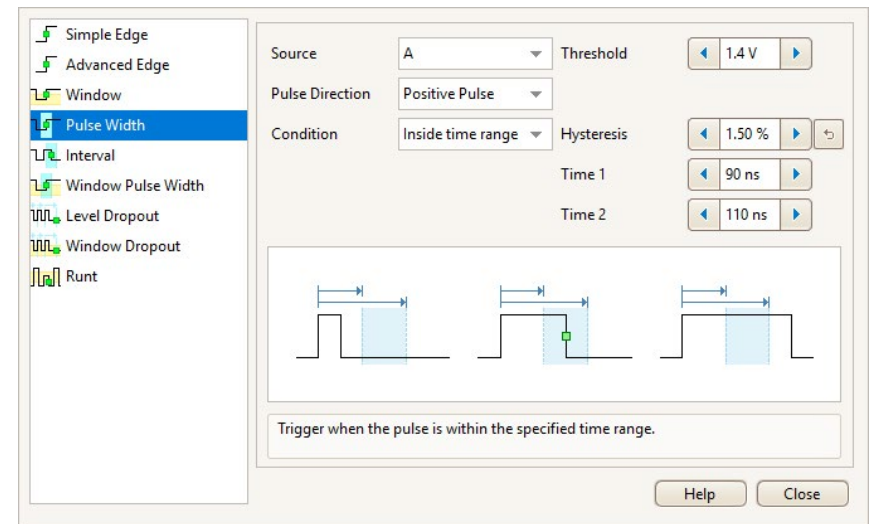 Simple Edge
Advanced Edge
Window
Pulse Width
Interval
Window Pulse Width
Level Dropout
Window Dropout
Runt
Source A Threshold 1.4 V
Pulse Direction Positive Pulse
Condition Inside time range Hysteresis 1.50 %
Time 1 90 ns
Time 2 110 ns
Trigger when the pulse is within the specified time range.
Help Close